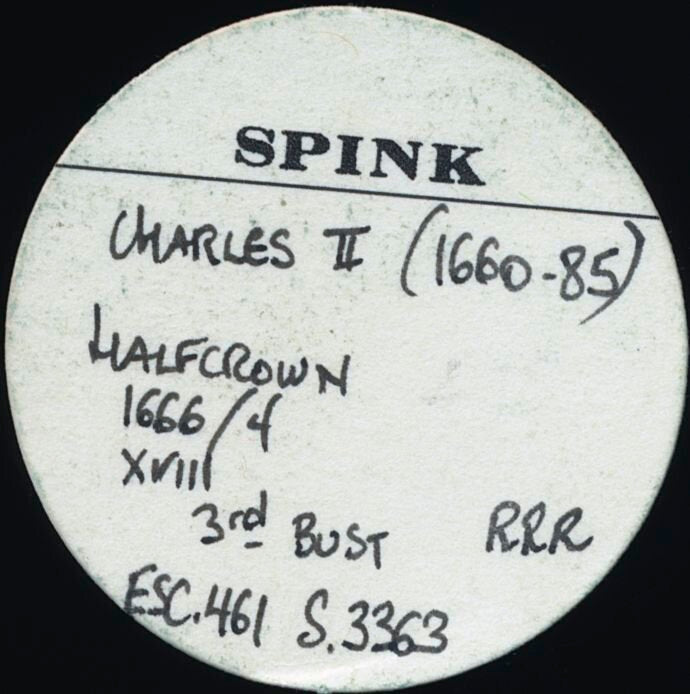 SPINK
CHARLES II (1660-85)
HALFCROWN
1666/4
XVIII
3rd BUST RRR
ESC.461 S.3363